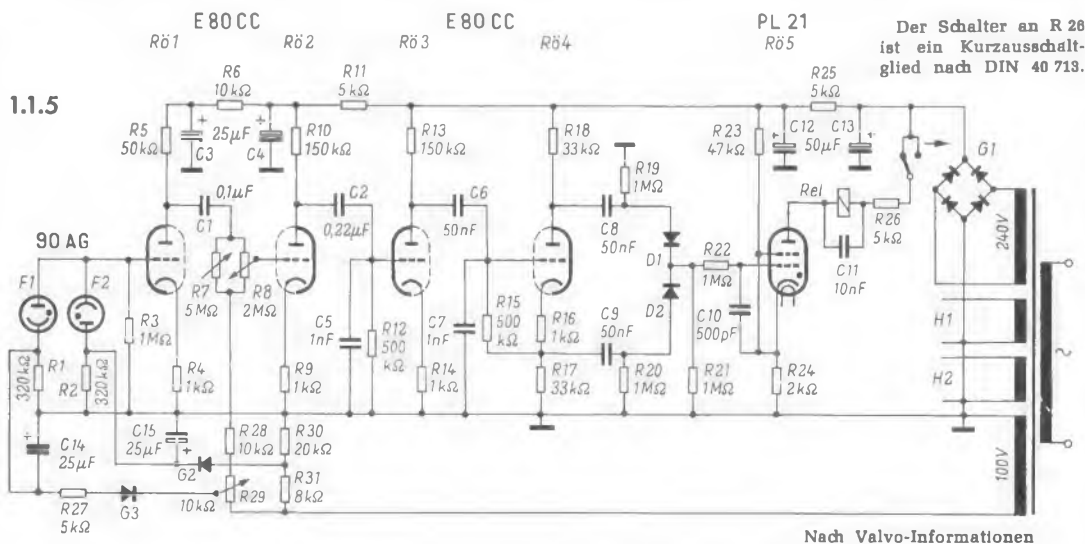 E 80 CC
E 80 CC
PL 21
Rö1
Rö2
Rö3
Rö4
Rö5
Der Schalter an R 26
ist ein Kurzausschalt-
glied nach DIN 40 713.
1.1.5
R6
10kΩ
R11
5kΩ
R25
5kΩ
R5
50kΩ
+
25µF
+
C3
C4
R10
150kΩ
R13
150kΩ
R18
33kΩ
R23
47kΩ
+
C12
50µF
C13
+
G1
R19
1MΩ
0,1µF
C1
C2
0,22µF
C6
50nF
C8
50nF
Rel
R26
5kΩ
C11
10nF
240V
90 AG
F1
F2
R7
5MΩ
R8
2MΩ
D1
D2
R22
1MΩ
R3
1MΩ
C5
1nF
R12
500
kΩ
C7
1nF
R15
500
kΩ
R16
1kΩ
C9
50nF
C10
500pF
H1
H2
R1
320kΩ
R2
320kΩ
R4
1kΩ
R9
1kΩ
R14
1kΩ
R17
33kΩ
R20
1MΩ
R21
1MΩ
R24
2kΩ
+
C14
25µF
C15
25µF
+
G2
R28
10kΩ
R30
20kΩ
100V
R27
5kΩ
G3
10kΩ
R29
R31
8kΩ
Nach Valvo-Informationen